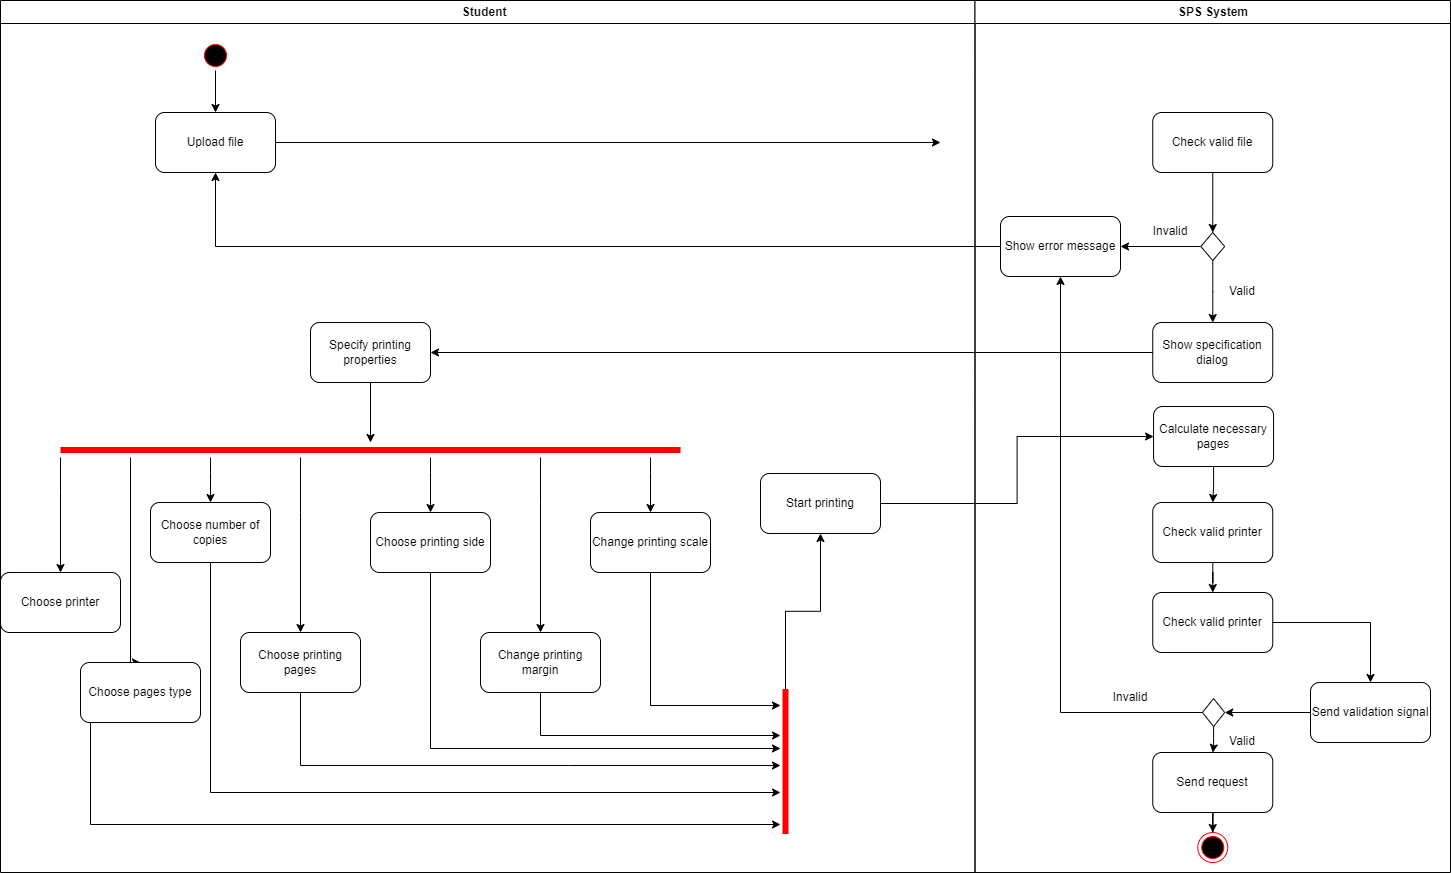 Student
SPS System
Upload file
Check valid file
Invalid
Show error message
Valid
Specify printing
properties
Show specification
dialog
Calculate necessary
pages
Start printing
Choose number of
copies
Choose printing side
Change printing scale
Check valid printer
Choose printer
Check valid printer
Choose printing
pages
Change printing
margin
Choose pages type
Invalid
Send validation signal
Valid
Send request